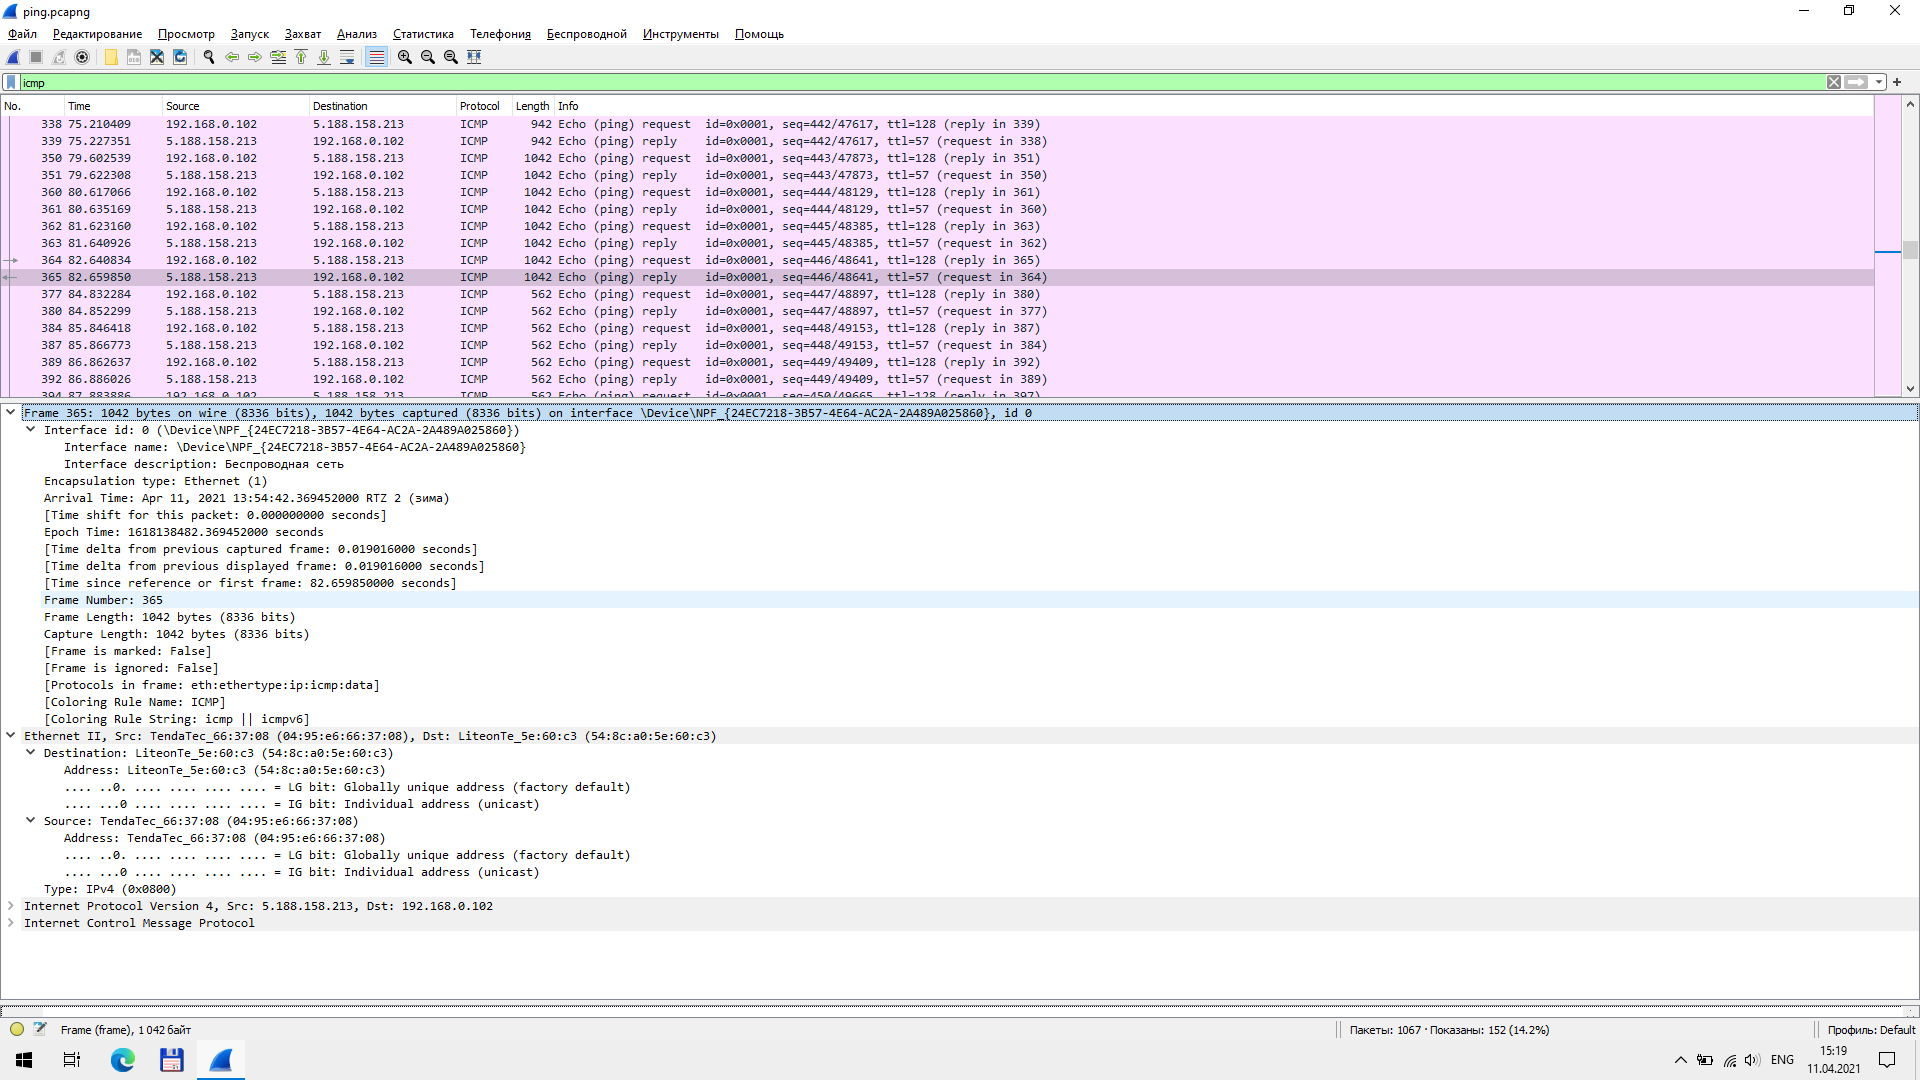 ping.pcapng
Файл Редактирование Просмотр Запуск Захват Анализ Статистика Телефония Беспроводной Инструменты Помощь
icmp
No. Time Source Destination Protocol Length Info
338 75.210409 192.168.0.102 5.188.158.213 ICMP 942 Echo (ping) request id=0x0001, seq=442/47617, ttl=128 (reply in 339)
339 75.227351 5.188.158.213 192.168.0.102 ICMP 942 Echo (ping) reply id=0x0001, seq=442/47617, ttl=57 (request in 338)
350 79.602539 192.168.0.102 5.188.158.213 ICMP 1042 Echo (ping) request id=0x0001, seq=443/47873, ttl=128 (reply in 351)
351 79.622308 5.188.158.213 192.168.0.102 ICMP 1042 Echo (ping) reply id=0x0001, seq=443/47873, ttl=57 (request in 350)
360 80.617066 192.168.0.102 5.188.158.213 ICMP 1042 Echo (ping) request id=0x0001, seq=444/48129, ttl=128 (reply in 361)
361 80.635169 5.188.158.213 192.168.0.102 ICMP 1042 Echo (ping) reply id=0x0001, seq=444/48129, ttl=57 (request in 360)
362 81.623160 192.168.0.102 5.188.158.213 ICMP 1042 Echo (ping) request id=0x0001, seq=445/48385, ttl=128 (reply in 363)
363 81.640926 5.188.158.213 192.168.0.102 ICMP 1042 Echo (ping) reply id=0x0001, seq=445/48385, ttl=57 (request in 362)
364 82.640834 192.168.0.102 5.188.158.213 ICMP 1042 Echo (ping) request id=0x0001, seq=446/48641, ttl=128 (reply in 365)
365 82.659850 5.188.158.213 192.168.0.102 ICMP 1042 Echo (ping) reply id=0x0001, seq=446/48641, ttl=57 (request in 364)
377 84.832284 192.168.0.102 5.188.158.213 ICMP 562 Echo (ping) request id=0x0001, seq=447/48897, ttl=128 (reply in 380)
380 84.852299 5.188.158.213 192.168.0.102 ICMP 562 Echo (ping) reply id=0x0001, seq=447/48897, ttl=57 (request in 377)
384 85.846418 192.168.0.102 5.188.158.213 ICMP 562 Echo (ping) request id=0x0001, seq=448/49153, ttl=128 (reply in 387)
387 85.866773 5.188.158.213 192.168.0.102 ICMP 562 Echo (ping) reply id=0x0001, seq=448/49153, ttl=57 (request in 384)
389 86.862637 192.168.0.102 5.188.158.213 ICMP 562 Echo (ping) request id=0x0001, seq=449/49409, ttl=128 (reply in 392)
392 86.886026 5.188.158.213 192.168.0.102 ICMP 562 Echo (ping) reply id=0x0001, seq=449/49409, ttl=57 (request in 389)
394 87.883886 192.168.0.102 5.188.158.213 ICMP 562 Echo (ping) request id=0x0001, seq=450/49665, ttl=128 (reply in 397)
Frame 365: 1042 bytes on wire (8336 bits), 1042 bytes captured (8336 bits) on interface \Device\NPF_{24EC7218-3B57-4E64-AC2A-2A489A025860}, id 0
Interface id: 0 (\Device\NPF_{24EC7218-3B57-4E64-AC2A-2A489A025860})
Interface name: \Device\NPF_{24EC7218-3B57-4E64-AC2A-2A489A025860}
Interface description: Беспроводная сеть
Encapsulation type: Ethernet (1)
Arrival Time: Apr 11, 2021 13:54:42.369452000 RTZ 2 (зима)
[Time shift for this packet: 0.000000000 seconds]
Epoch Time: 1618138482.369452000 seconds
[Time delta from previous captured frame: 0.019016000 seconds]
[Time delta from previous displayed frame: 0.019016000 seconds]
[Time since reference or first frame: 82.659850000 seconds]
Frame Number: 365
Frame Length: 1042 bytes (8336 bits)
Capture Length: 1042 bytes (8336 bits)
[Frame is marked: False]
[Frame is ignored: False]
[Protocols in frame: eth:ethertype:ip:icmp:data]
[Coloring Rule Name: ICMP]
[Coloring Rule String: icmp || icmpv6]
Ethernet II, Src: TendaTec_66:37:08 (04:95:e6:66:37:08), Dst: LiteonTe_5e:60:c3 (54:8c:a0:5e:60:c3)
Destination: LiteonTe_5e:60:c3 (54:8c:a0:5e:60:c3)
Address: LiteonTe_5e:60:c3 (54:8c:a0:5e:60:c3)
.... ..0. .... .... .... .... = LG bit: Globally unique address (factory default)
.... ...0 .... .... .... .... = IG bit: Individual address (unicast)
Source: TendaTec_66:37:08 (04:95:e6:66:37:08)
Address: TendaTec_66:37:08 (04:95:e6:66:37:08)
.... ..0. .... .... .... .... = LG bit: Globally unique address (factory default)
.... ...0 .... .... .... .... = IG bit: Individual address (unicast)
Type: IPv4 (0x0800)
Internet Protocol Version 4, Src: 5.188.158.213, Dst: 192.168.0.102
Internet Control Message Protocol
Frame (frame), 1 042 байт Пакеты: 1067 · Показаны: 152 (14.2%) Профиль: Default
ENG 15:19
11.04.2021